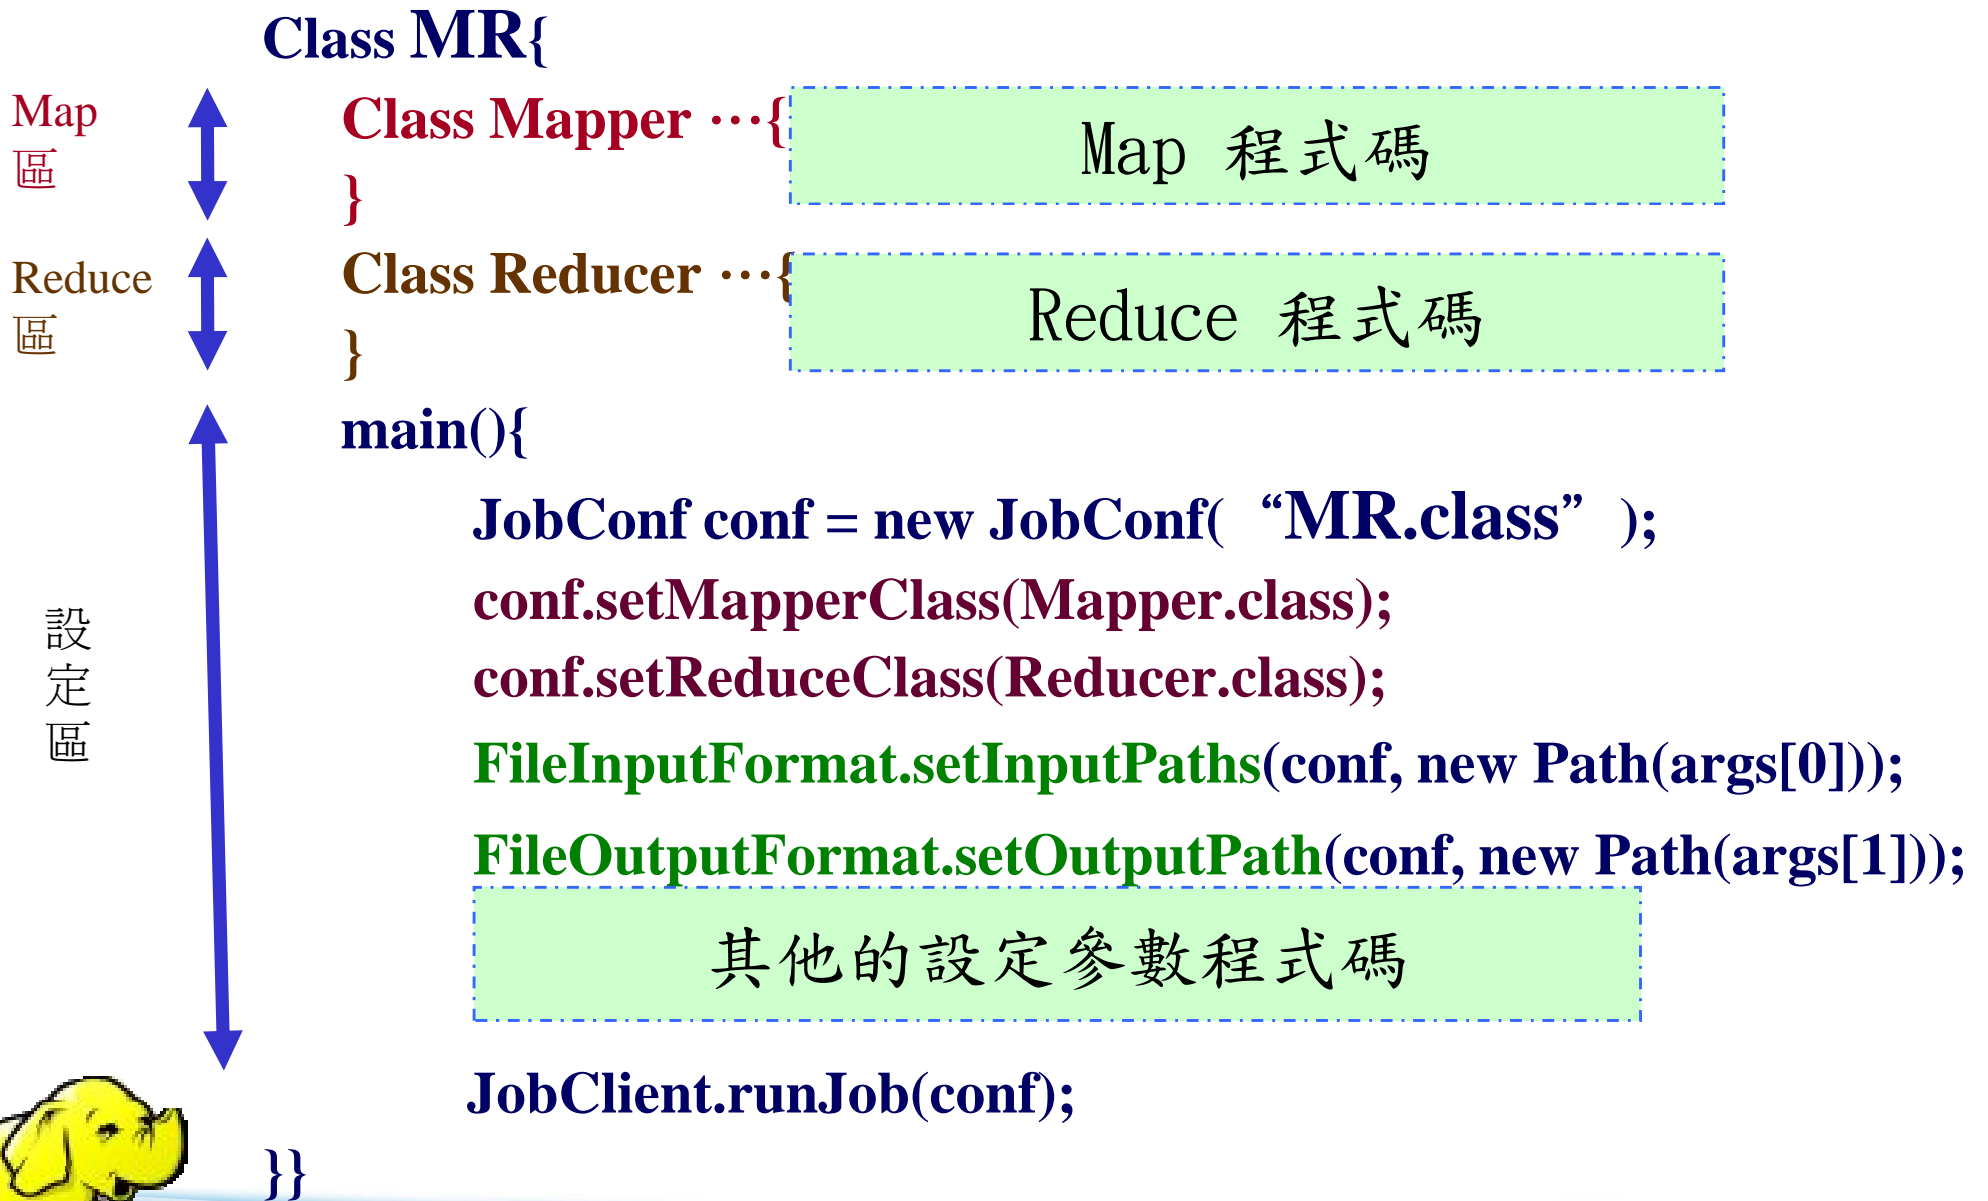 Class MR{
Map
區
Class Mapper ⋯{
Map 程式碼
}
Reduce
區
Class Reducer ⋯{
Reduce 程式碼
}
main(){
JobConf conf = new JobConf( “MR.class” );
conf.setMapperClass(Mapper.class);
conf.setReduceClass(Reducer.class);
設
定
區
FileInputFormat.setInputPaths(conf, new Path(args[0]));
FileOutputFormat.setOutputPath(conf, new Path(args[1]));
其他的設定參數程式碼
JobClient.runJob(conf);
}}